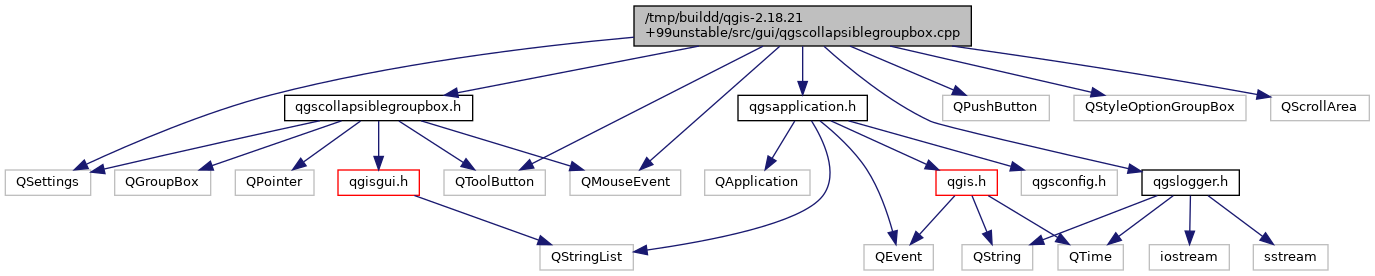 /tmp/buildd/qgis-2.18.21
+99unstable/src/gui/qgscollapsiblegroupbox.cpp
qgscollapsiblegroupbox.h
qgsapplication.h
QPushButton
QStyleOptionGroupBox
QScrollArea
QSettings
QGroupBox
QPointer
qgisgui.h
QToolButton
QMouseEvent
QApplication
qgis.h
qgsconfig.h
qgslogger.h
QStringList
QEvent
QString
QTime
iostream
sstream